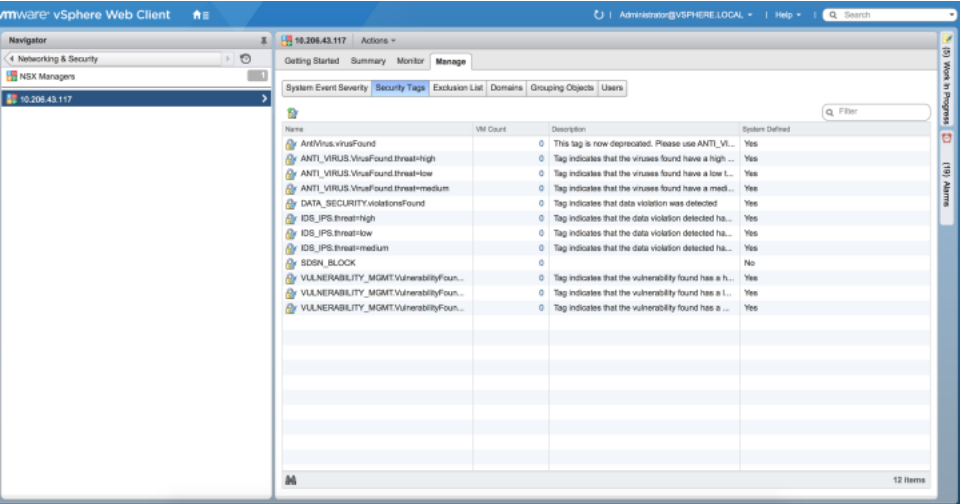 vmware® vSphere Web Client
Administrator@VSPHERE.LOCAL | Help | Search
Navigator
Networking & Security
NSX Managers 1
10.206.43.117
10.206.43.117 Actions
Getting Started Summary Monitor Manage
System Event Severity Security Tags Exclusion List Domains Grouping Objects Users
Filter
Name VM Count Description System Defined
AntiVirus.virusFound 0 This tag is now deprecated. Please use ANTI_VI... Yes
ANTI_VIRUS.VirusFound.threat=high 0 Tag indicates that the viruses found have a high ... Yes
ANTI_VIRUS.VirusFound.threat=low 0 Tag indicates that the viruses found have a low t... Yes
ANTI_VIRUS.VirusFound.threat=medium 0 Tag indicates that the viruses found have a medi... Yes
DATA_SECURITY.violationsFound 0 Tag indicates that data violation was detected Yes
IDS_IPS.threat=high 0 Tag indicates that the data violation detected ha... Yes
IDS_IPS.threat=low 0 Tag indicates that the data violation detected ha... Yes
IDS_IPS.threat=medium 0 Tag indicates that the data violation detected ha... Yes
SDSN_BLOCK 0 No
VULNERABILITY_MGMT.VulnerabilityFoun... 0 Tag indicates that the vulnerability found has a h... Yes
VULNERABILITY_MGMT.VulnerabilityFoun... 0 Tag indicates that the vulnerability found has a l... Yes
VULNERABILITY_MGMT.VulnerabilityFoun... 0 Tag indicates that the vulnerability found has a ... Yes
12 Items
(5) Work In Progress
(19) Alarms